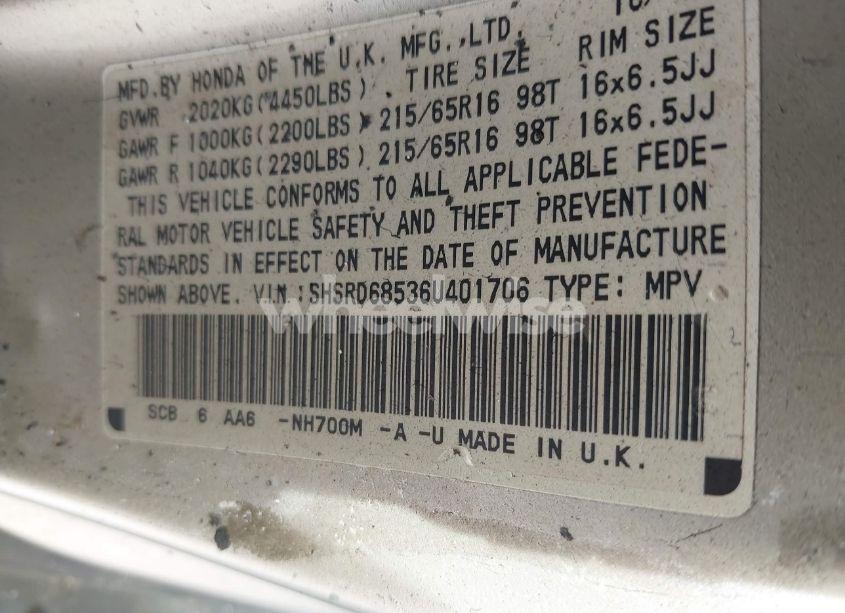 MFD. BY HONDA OF THE U.K. MFG., LTD.
GVWR 2020KG(4450LBS) TIRE SIZE RIM SIZE
GAWR F 1000KG(2200LBS) 215/65R16 98T 16x6.5JJ
GAWR R 1040KG(2290LBS) 215/65R16 98T 16x6.5JJ
THIS VEHICLE CONFORMS TO ALL APPLICABLE FEDE-
RAL MOTOR VEHICLE SAFETY AND THEFT PREVENTION
STANDARDS IN EFFECT ON THE DATE OF MANUFACTURE
SHOWN ABOVE. VIN:SHSRD68536U401706 TYPE: MPV
wheelwise
SCB 6 AA6 -NH700M -A -U MADE IN U.K.